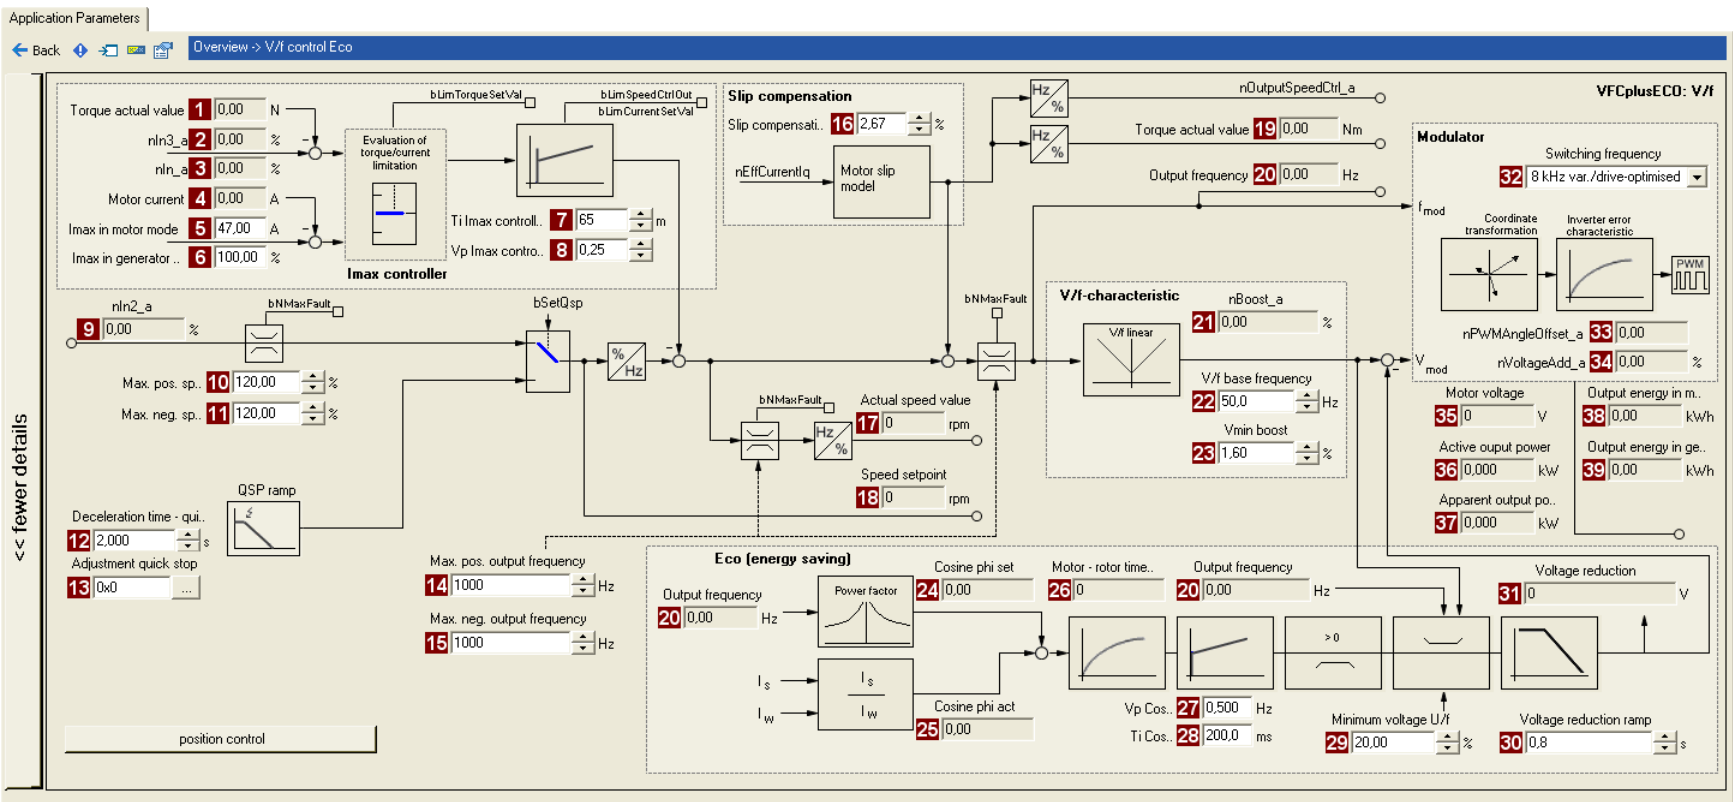 Application Parameters
Back
Overview -> V/f control Eco
<< fewer details
VFCplusECO: V/f
Torque actual value 1 0,00 N
nIn3_a 2 0,00 %
nIn_a 3 0,00 %
Motor current 4 0,00 A
Imax in motor mode 5 47,00 A
Imax in generator .. 6 100,00 %
Evaluation of
torque/current
limitation
bLimTorqueSetVal
bLimSpeedCtrlOut
bLimCurrentSetVal
Ti Imax controll.. 7 65 m
Vp Imax contro.. 8 0,25
Imax controller
Slip compensation
Slip compensati.. 16 2,67 %
nEffCurrentIq
Motor slip
model
Hz
%
nOutputSpeedCtrl_a
Hz
%
Torque actual value 19 0,00 Nm
Output frequency 20 0,00 Hz
Modulator
Switching frequency
32 8 kHz var./drive-optimised
fmod
Coordinate
transformation
Inverter error
characteristic
PWM
nPWMAngleOffset_a 33 0,00
nVoltageAdd_a 34 0,00 %
Vmod
nIn2_a
9 0,00 %
bNMaxFault
bSetQsp
%
Hz
Max. pos. sp.. 10 120,00 %
Max. neg. sp.. 11 120,00 %
bNMaxFault
bNMaxFault
Hz
%
Actual speed value
17 0 rpm
Speed setpoint
18 0 rpm
V/f-characteristic
V/f linear
nBoost_a
21 0,00 %
V/f base frequency
22 50,0 Hz
Vmin boost
23 1,60 %
Motor voltage
35 0 V
Output energy in m..
38 0,00 kWh
Active ouput power
36 0,000 kW
Output energy in ge..
39 0,00 kWh
Apparent output po..
37 0,000 kW
QSP ramp
Deceleration time - qui..
12 2,000 s
Adjustment quick stop
13 0x0 ...
Max. pos. output frequency
14 1000 Hz
Max. neg. output frequency
15 1000 Hz
position control
Eco (energy saving)
Output frequency
20 0,00 Hz
Power factor
Is
Iw
Is
Iw
Cosine phi set
24 0,00
Cosine phi act
25 0,00
Motor - rotor time..
26 0
Output frequency
20 0,00 Hz
> 0
Vp Cos.. 27 0,500 Hz
Ti Cos.. 28 200,0 ms
Minimum voltage U/f
29 20,00 %
Voltage reduction
31 0 V
Voltage reduction ramp
30 0,8 s